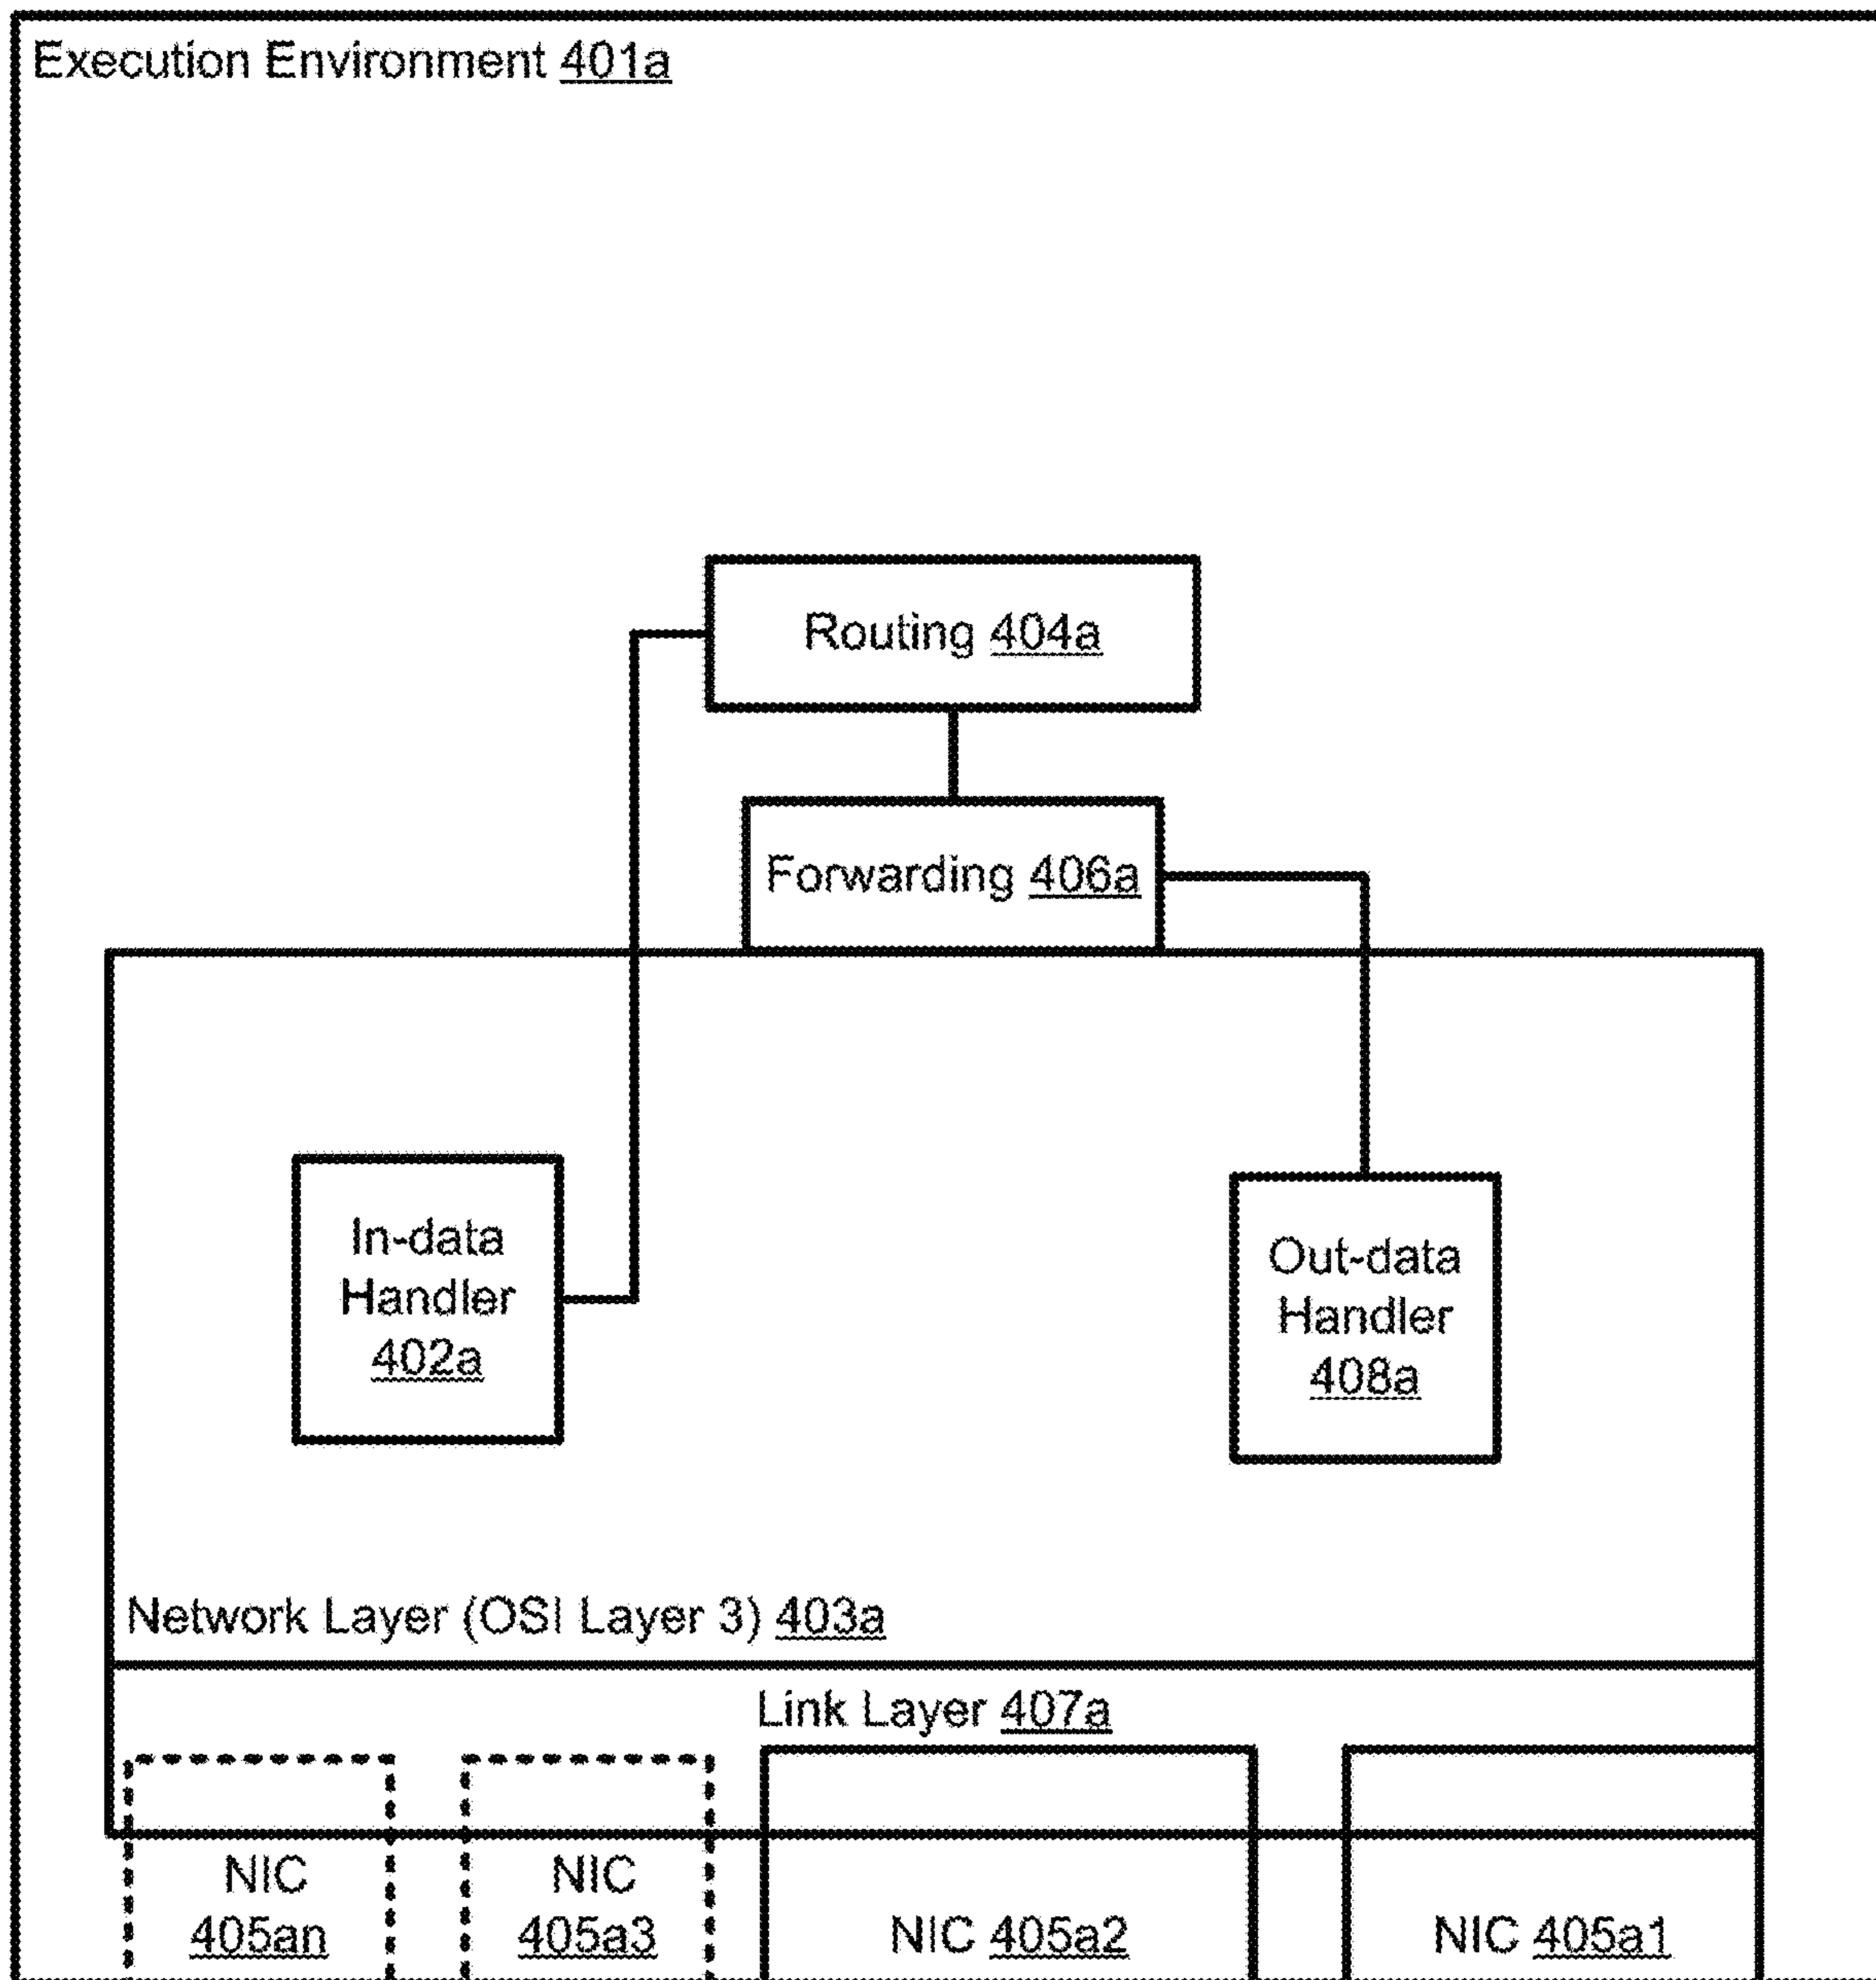 Execution Environment 401a
Routing 404a
Forwarding 406a
In-data
Handler
402a
Out-data
Handler
408a
Network Layer (OSI Layer 3) 403a
Link Layer 407a
NIC
405an
NIC
405a3
NIC 405a2
NIC 405a1